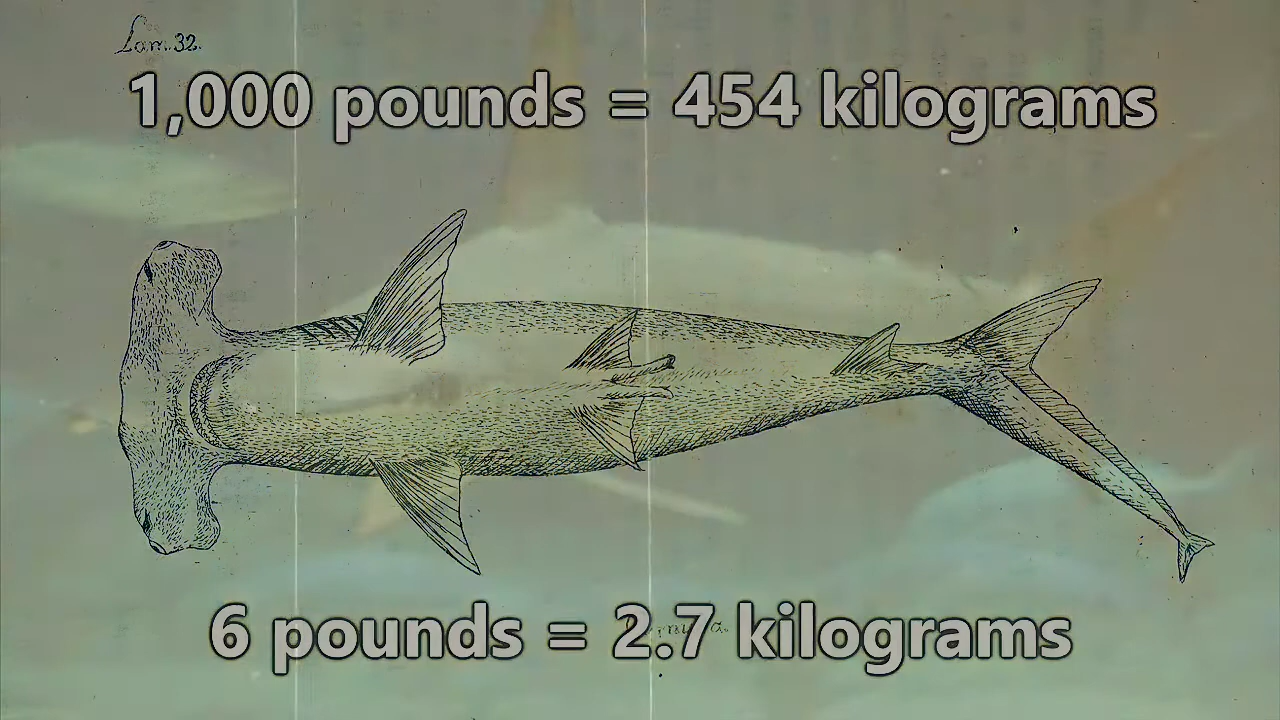 Lam. 32.
1,000 pounds = 454 kilograms
6 pounds = 2.7 kilograms